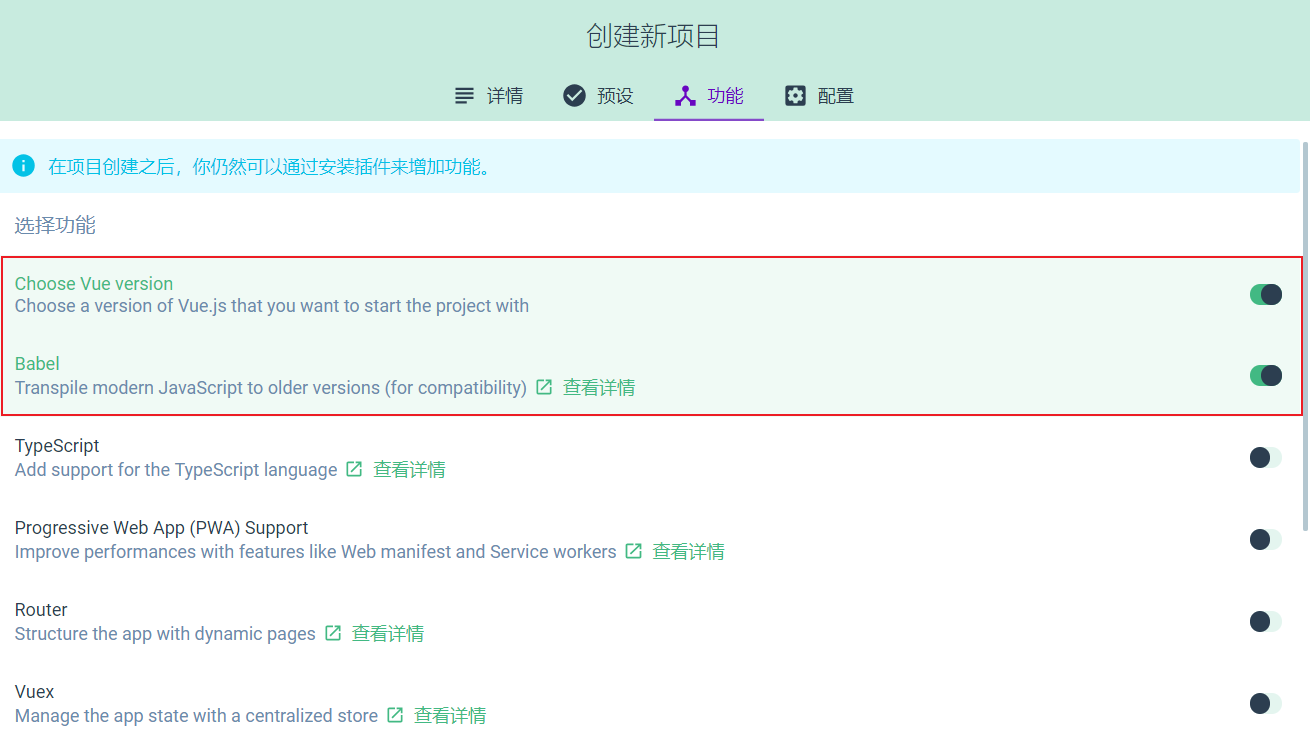 创建新项目
详情 预设 功能 配置
在项目创建之后，你仍然可以通过安装插件来增加功能。
选择功能
Choose Vue version
Choose a version of Vue.js that you want to start the project with
Babel
Transpile modern JavaScript to older versions (for compatibility) 查看详情
TypeScript
Add support for the TypeScript language 查看详情
Progressive Web App (PWA) Support
Improve performances with features like Web manifest and Service workers 查看详情
Router
Structure the app with dynamic pages 查看详情
Vuex
Manage the app state with a centralized store 查看详情